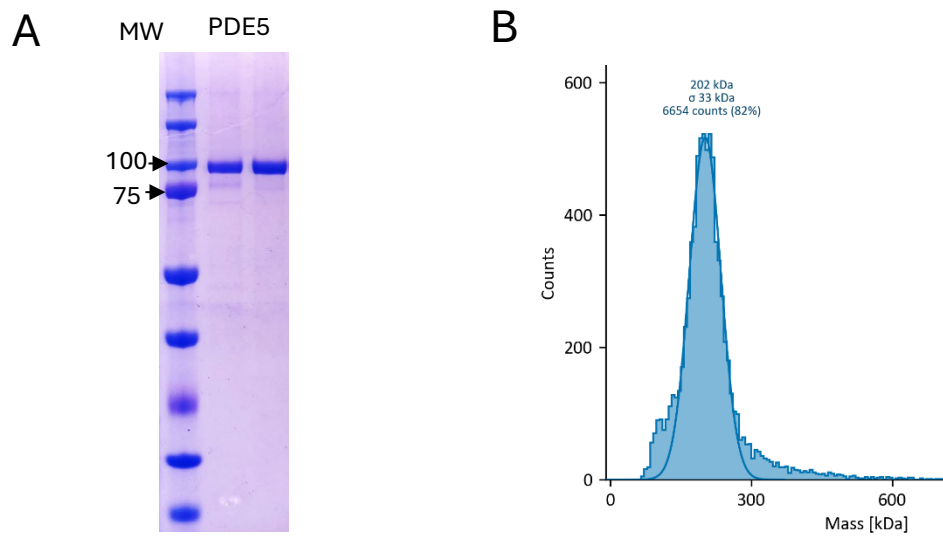 A
MW
PDE5
100
75
B
202 kDa
σ 33 kDa
6654 counts (82%)
600
400
200
0
Counts
0
300
600
Mass [kDa]